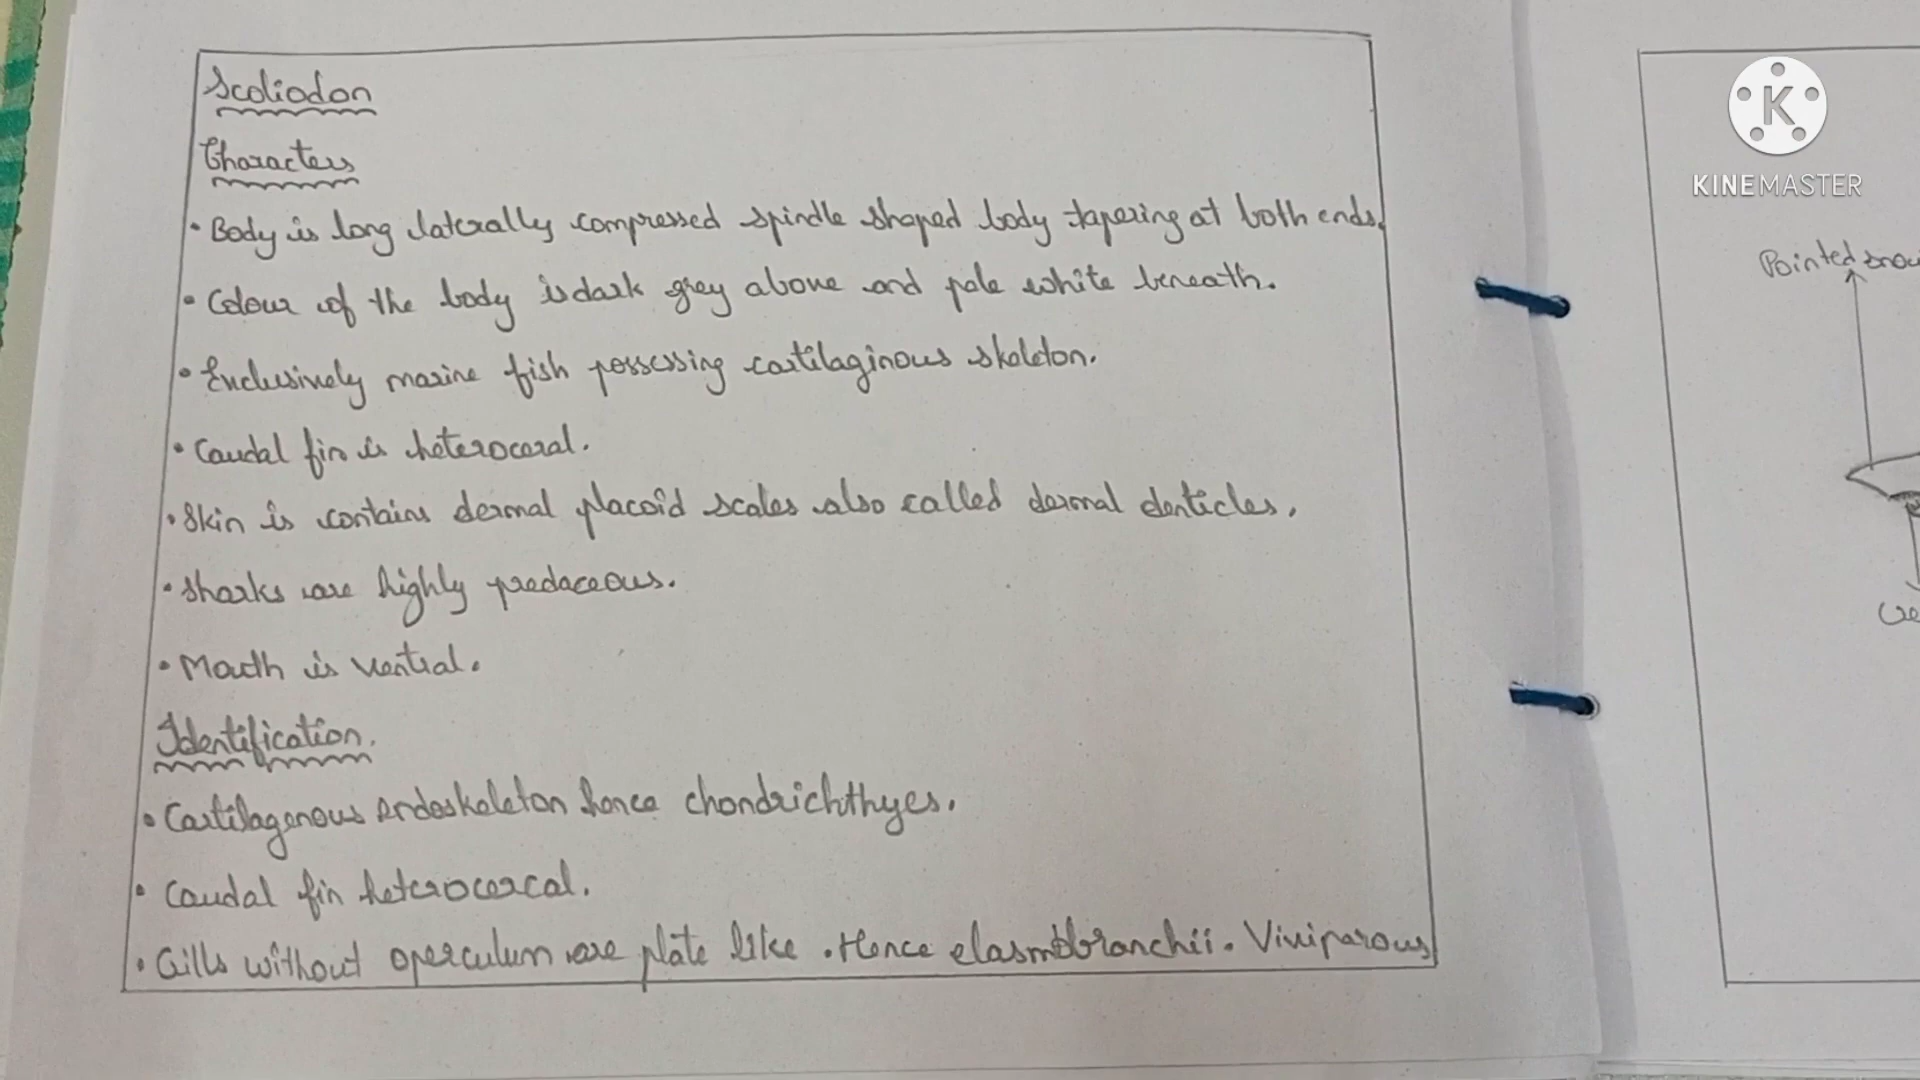 Scoliodon
Characters
• Body is long laterally compressed spindle shaped body tapering at both ends.
• Colour of the body is dark grey above and pale white beneath.
• Exclusively marine fish possessing cartilaginous skeleton.
• Caudal fin is heteroceral.
• Skin is contains dermal placoid scales also called dermal denticles.
• Sharks are highly predaceous.
• Mouth is ventral.
Identification.
• Cartilagenous endoskeleton hence chondrichthyes.
• Caudal fin heterocercal.
• Gills without operculum are plate like. Hence elasmobranchii. Viviparous
KINEMASTER
Pointed